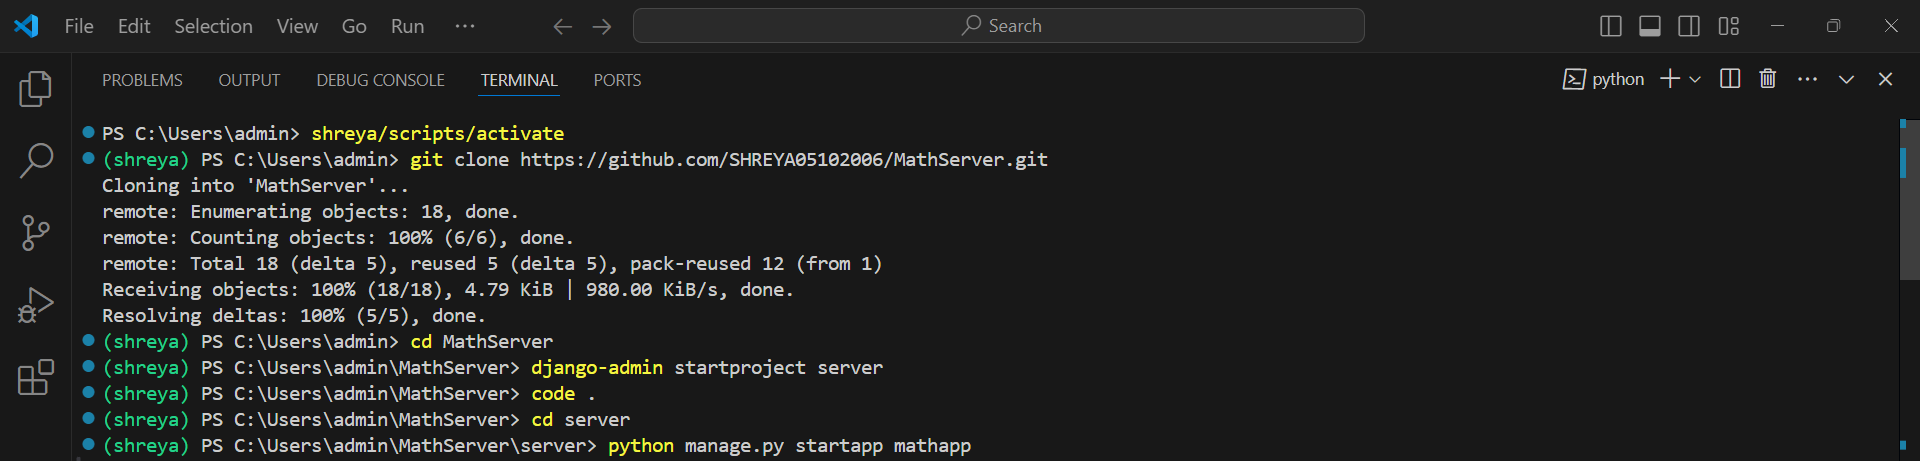 File Edit Selection View Go Run ··· Search
PROBLEMS OUTPUT DEBUG CONSOLE TERMINAL PORTS python
PS C:\Users\admin> shreya/scripts/activate
(shreya) PS C:\Users\admin> git clone https://github.com/SHREYA05102006/MathServer.git
Cloning into 'MathServer'...
remote: Enumerating objects: 18, done.
remote: Counting objects: 100% (6/6), done.
remote: Total 18 (delta 5), reused 5 (delta 5), pack-reused 12 (from 1)
Receiving objects: 100% (18/18), 4.79 KiB | 980.00 KiB/s, done.
Resolving deltas: 100% (5/5), done.
(shreya) PS C:\Users\admin> cd MathServer
(shreya) PS C:\Users\admin\MathServer> django-admin startproject server
(shreya) PS C:\Users\admin\MathServer> code .
(shreya) PS C:\Users\admin\MathServer> cd server
(shreya) PS C:\Users\admin\MathServer\server> python manage.py startapp mathapp